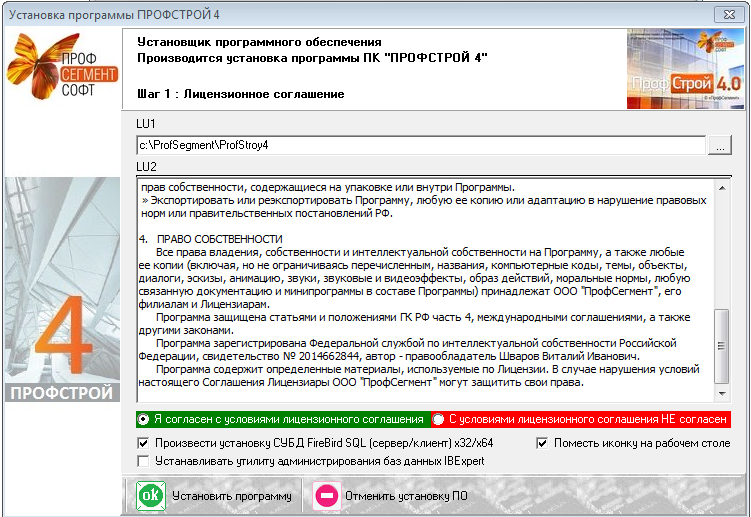 Установка программы ПРОФСТРОЙ 4
ПРОФ
СЕГМЕНТ
СОФТ
Установщик программного обеспечения
Производится установка программы ПК "ПРОФСТРОЙ 4"
Шаг 1 : Лицензионное соглашение
Проф Строй 4.0
© «ПрофСегмент»
LU1
c:\ProfSegment\ProfStroy4
...
LU2
прав собственности, содержащиеся на упаковке или внутри Программы.
» Экспортировать или реэкспортировать Программу, любую ее копию или адаптацию в нарушение правовых
норм или правительственных постановлений РФ.
4. ПРАВО СОБСТВЕННОСТИ
Все права владения, собственности и интеллектуальной собственности на Программу, а также любые
ее копии (включая, но не ограничиваясь перечисленным, названия, компьютерные коды, темы, объекты,
диалоги, эскизы, анимацию, звуки, звуковые и видеоэффекты, образ действий, моральные нормы, любую
связанную документацию и минипрограммы в составе Программы) принадлежат ООО "ПрофСегмент", его
филиалам и Лицензиарам.
Программа защищена статьями и положениями ГК РФ часть 4, международными соглашениями, а также
другими законами.
Программа зарегистрирована Федеральной службой по интеллектуальной собственности Российской
Федерации, свидетельство № 2014662844, автор - правообладатель Шваров Виталий Иванович.
Программа содержит определенные материалы, используемые по Лицензии. В случае нарушения условий
настоящего Соглашения Лицензиары ООО "ПрофСегмент" могут защитить свои права.
4
ПРОФСТРОЙ
Я согласен с условиями лицензионного соглашения
С условиями лицензионного соглашения НЕ согласен
Произвести установку СУБД FireBird SQL (сервер/клиент) x32/x64
Поместь иконку на рабочем столе
Устанавливать утилиту администрирования баз данных IBExpert
ok
Установить программу
Отменить установку ПО